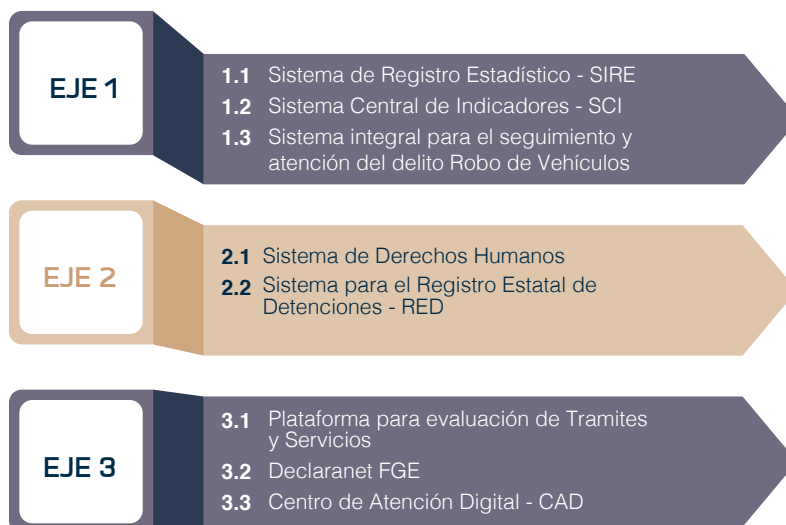 EJE 1
1.1 Sistema de Registro Estadístico - SIRE
1.2 Sistema Central de Indicadores - SCI
1.3 Sistema integral para el seguimiento y
atención del delito Robo de Vehículos
EJE 2
2.1 Sistema de Derechos Humanos
2.2 Sistema para el Registro Estatal de
Detenciones - RED
EJE 3
3.1 Plataforma para evaluación de Tramites
y Servicios
3.2 Declaranet FGE
3.3 Centro de Atención Digital - CAD